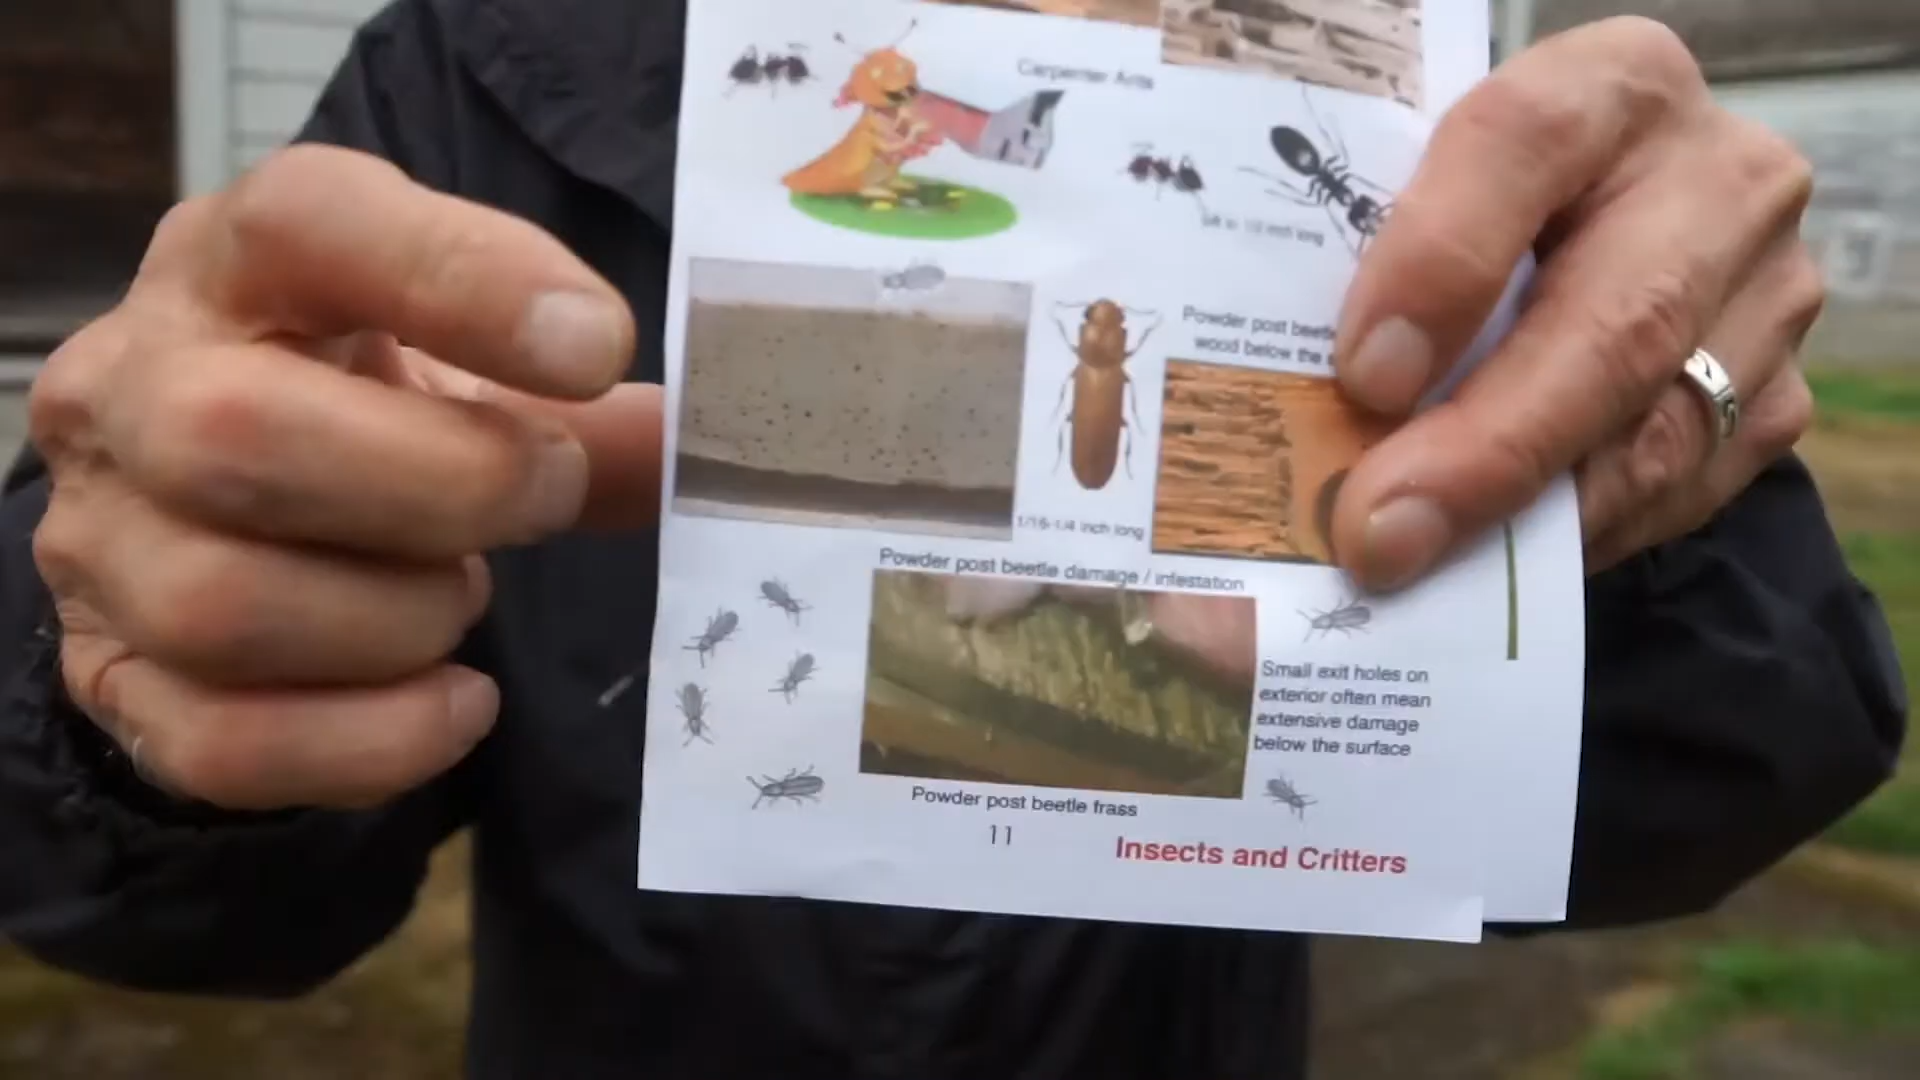 Carpenter Ants
inch long
Powder post beetle
wood below the
1/16-1/4 inch long
Powder post beetle damage / infestation
Small exit holes on
exterior often mean
extensive damage
below the surface
Powder post beetle frass
11
Insects and Critters